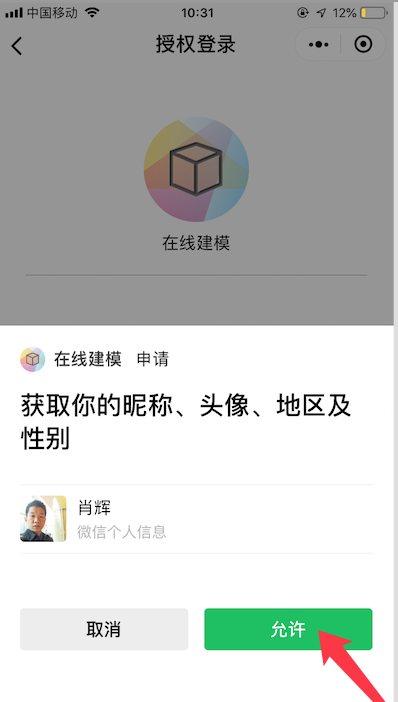 中国移动 10:31 12%
授权登录
在线建模
在线建模 申请
获取你的昵称、头像、地区及
性别
肖辉
微信个人信息
取消 允许